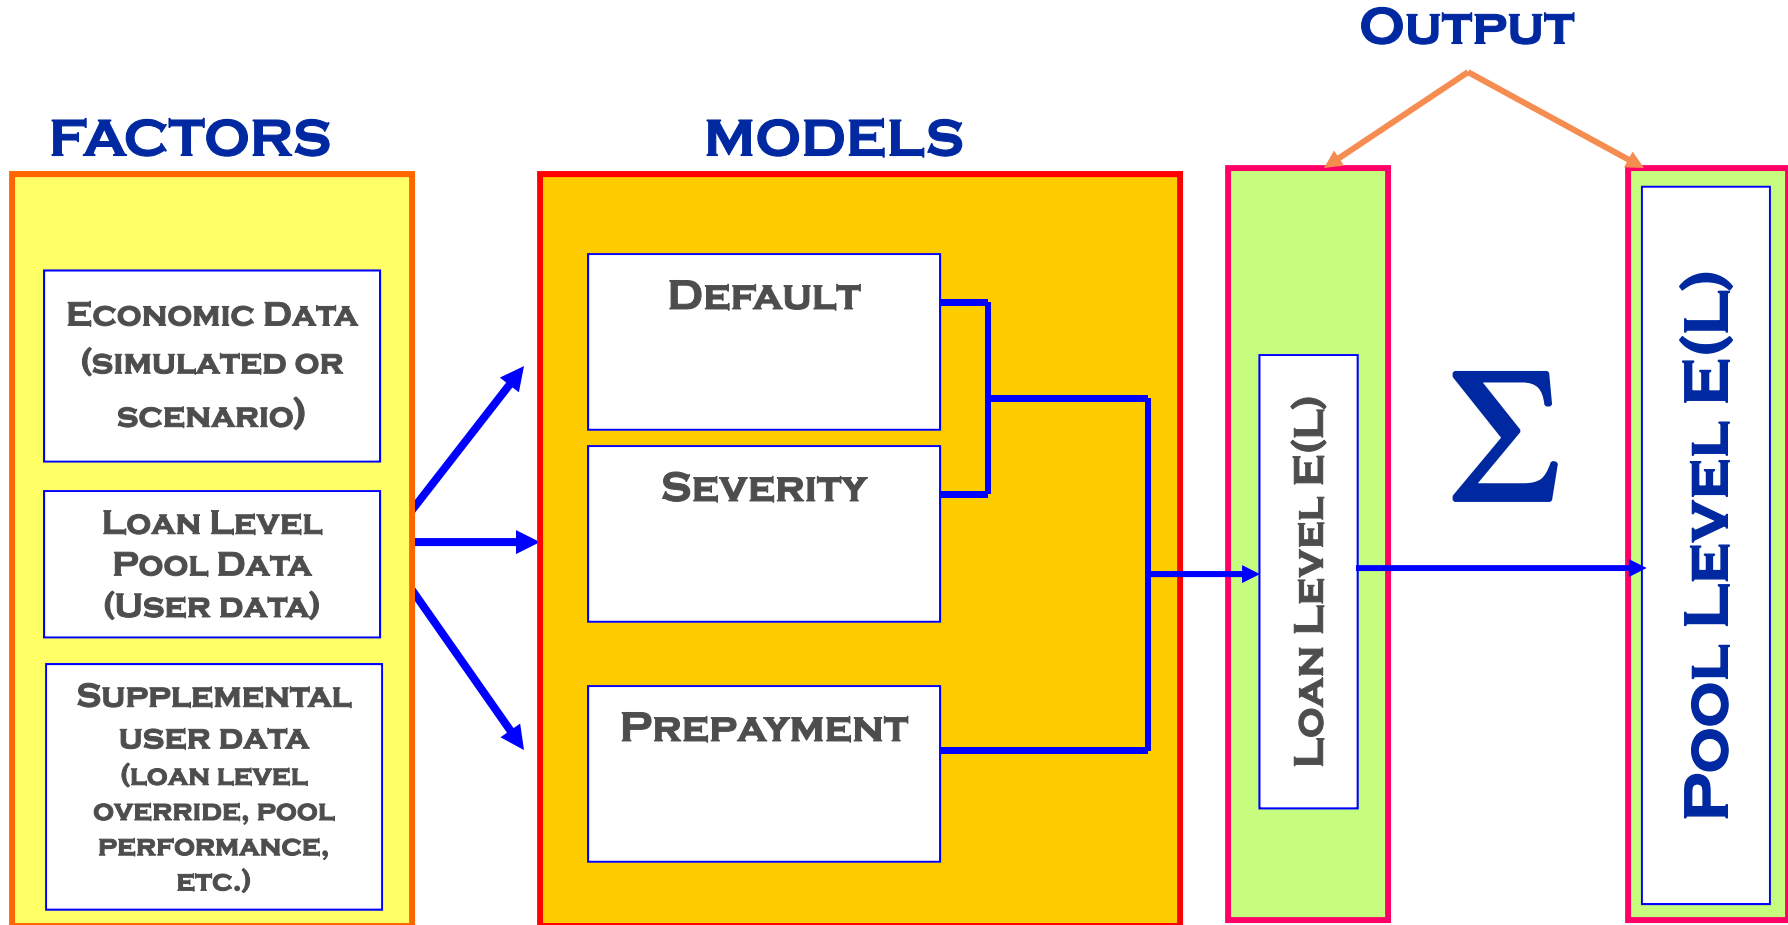 OUTPUT
FACTORS
MODELS
ECONOMIC DATA
(SIMULATED OR
SCENARIO)
LOAN LEVEL
POOL DATA
(USER DATA)
SUPPLEMENTAL
USER DATA
(LOAN LEVEL
OVERRIDE, POOL
PERFORMANCE,
ETC.)
DEFAULT
SEVERITY
PREPAYMENT
LOAN LEVEL E(L)
Σ
POOL LEVEL E(L)